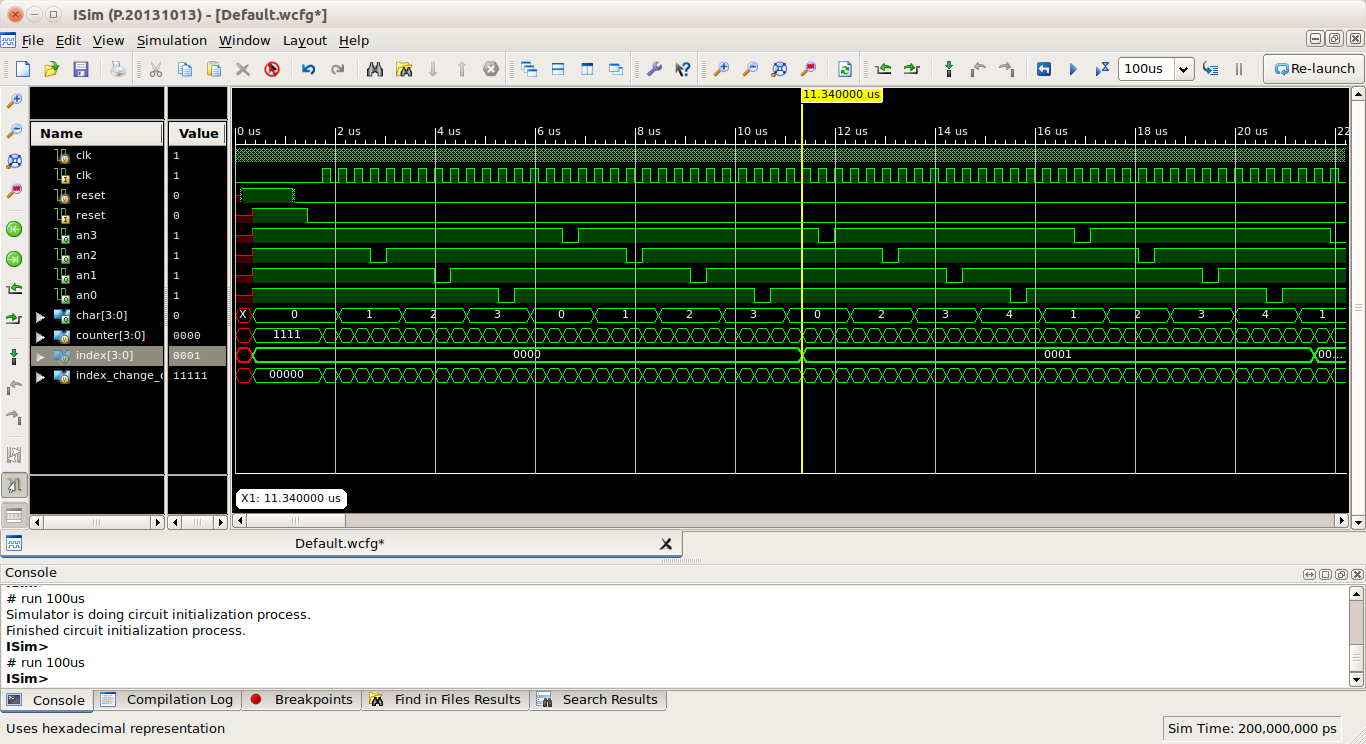 ISim (P.20131013) - [Default.wcfg*]
File Edit View Simulation Window Layout Help
100us Re-launch
11.340000 us
Name Value
0 us 2 us 4 us 6 us 8 us 10 us 12 us 14 us 16 us 18 us 20 us 22
clk 1
clk 1
reset 0
reset 0
an3 1
an2 1
an1 1
an0 1
char[3:0] 0 X 0 1 2 3 0 1 2 3 0 2 3 4 1 2 3 4 1
counter[3:0] 0000 1111
index[3:0] 0001 0000 0001 00...
index_change_c 11111 00000
X1: 11.340000 us
Default.wcfg*
Console
# run 100us
Simulator is doing circuit initialization process.
Finished circuit initialization process.
ISim>
# run 100us
ISim>
Console Compilation Log Breakpoints Find in Files Results Search Results
Uses hexadecimal representation Sim Time: 200,000,000 ps